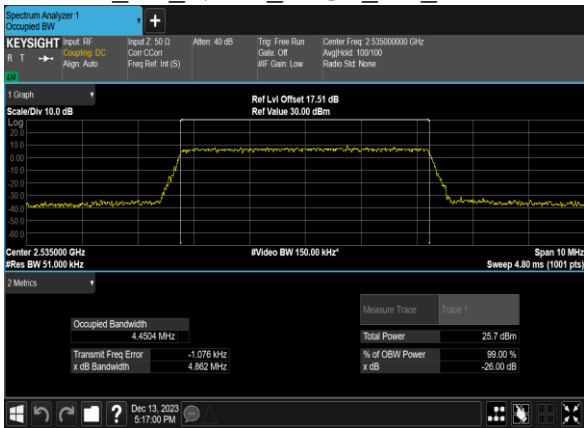 Spectrum Analyzer 1
Occupied BW
+
KEYSIGHT
R T
LV
Input: RF
Coupling: DC
Align: Auto
Input Z: 50 Ω
Corr CCorr
Freq Ref: Int (S)
Atten: 40 dB
Trig: Free Run
Gate: Off
#IF Gain: Low
Center Freq: 2.535000000 GHz
Avg|Hold: 100/100
Radio Std: None
1 Graph
Scale/Div 10.0 dB
Ref Lvl Offset 17.51 dB
Ref Value 30.00 dBm
Log
20.0
10.0
0.00
-10.0
-20.0
-30.0
-40.0
-50.0
-60.0
Center 2.535000 GHz
#Res BW 51.000 kHz
#Video BW 150.00 kHz*
Span 10 MHz
Sweep 4.80 ms (1001 pts)
2 Metrics
Measure Trace Trace 1
Occupied Bandwidth
4.4504 MHz
Total Power 25.7 dBm
Transmit Freq Error -1.076 kHz
% of OBW Power 99.00 %
x dB Bandwidth 4.862 MHz
x dB -26.00 dB
?
Dec 13, 2023
5:17:00 PM